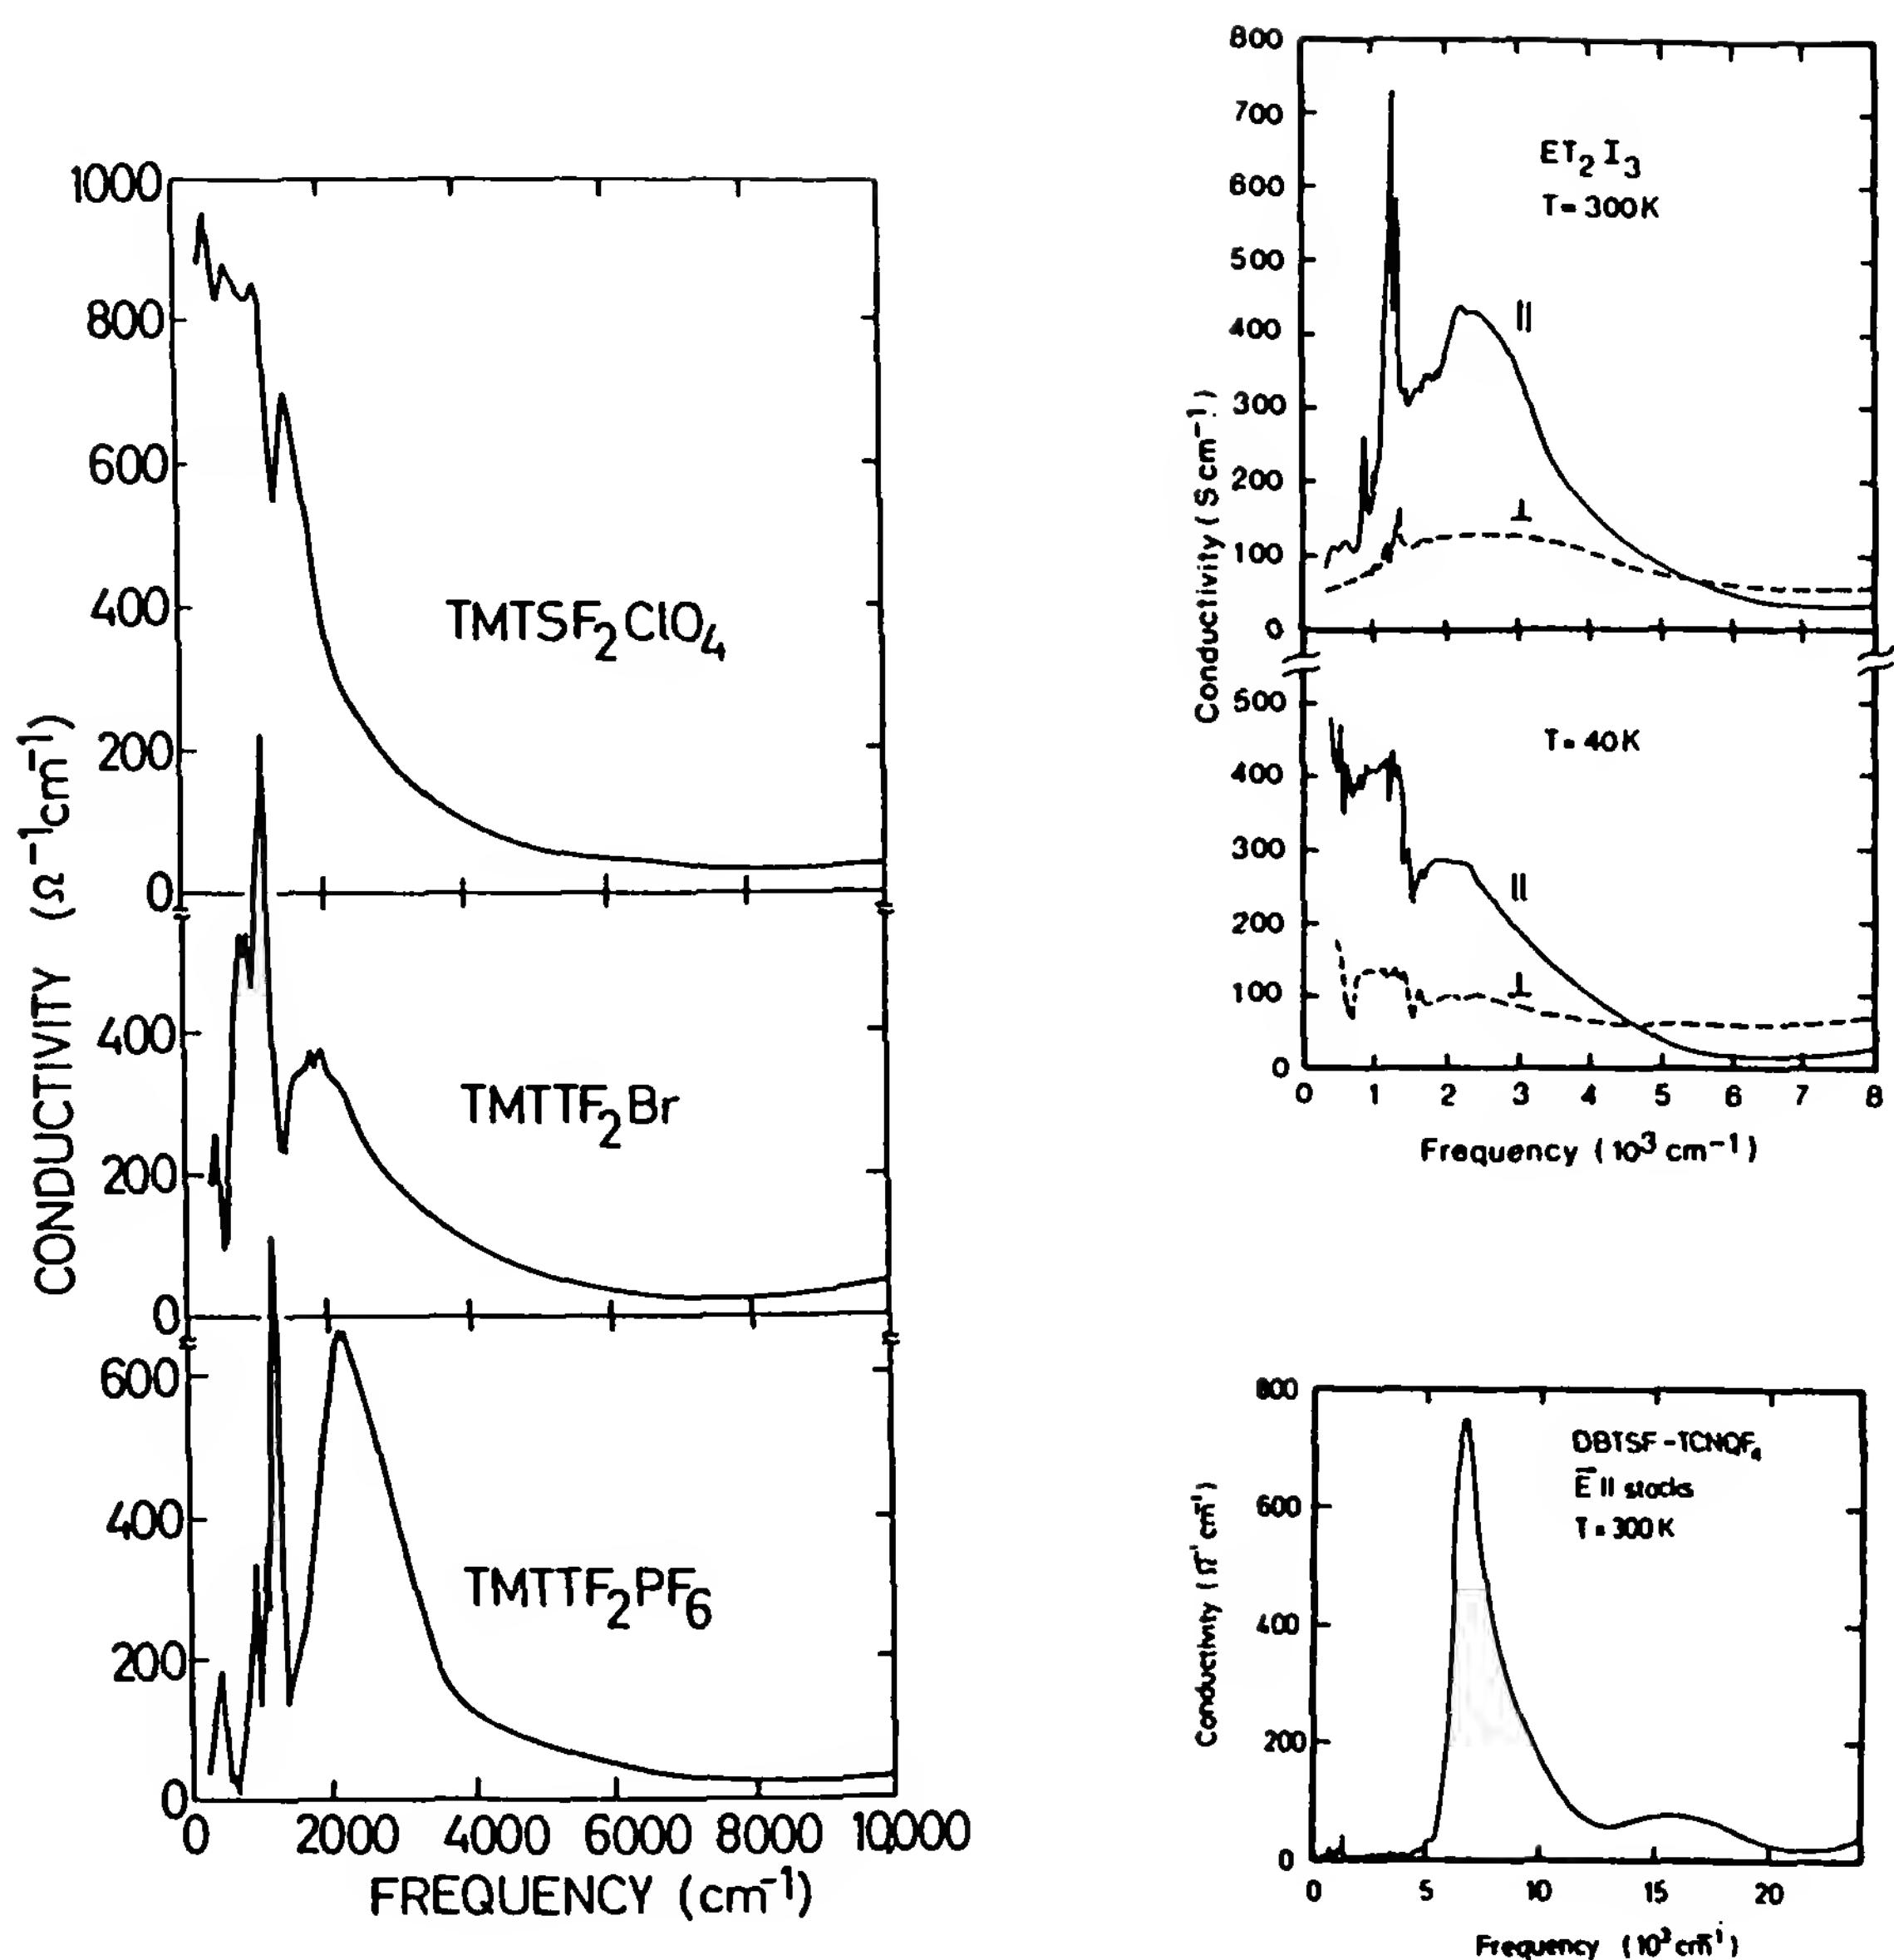 1000
800
600
400
200
0
400
200
0
600
400
200
0
0 2000 4000 6000 8000 10,000
FREQUENCY (cm⁻¹)
CONDUCTIVITY (Ω⁻¹cm⁻¹)
TMTSF₂ClO₄
TMTTF₂Br
TMTTF₂PF₆
800
700
600
500
400
300
200
100
0
500
400
300
200
100
0
0 1 2 3 4 5 6 7 8
Frequency (10³ cm⁻¹)
Conductivity (S cm⁻¹)
ET₂I₃
T = 300K
||
⊥
T = 40K
||
⊥
800
600
400
200
0
0 5 10 15 20
Frequency (10³ cm⁻¹)
Conductivity (Ω⁻¹ cm⁻¹)
DBTSF-TCNQF₄
E || stacks
T = 300 K